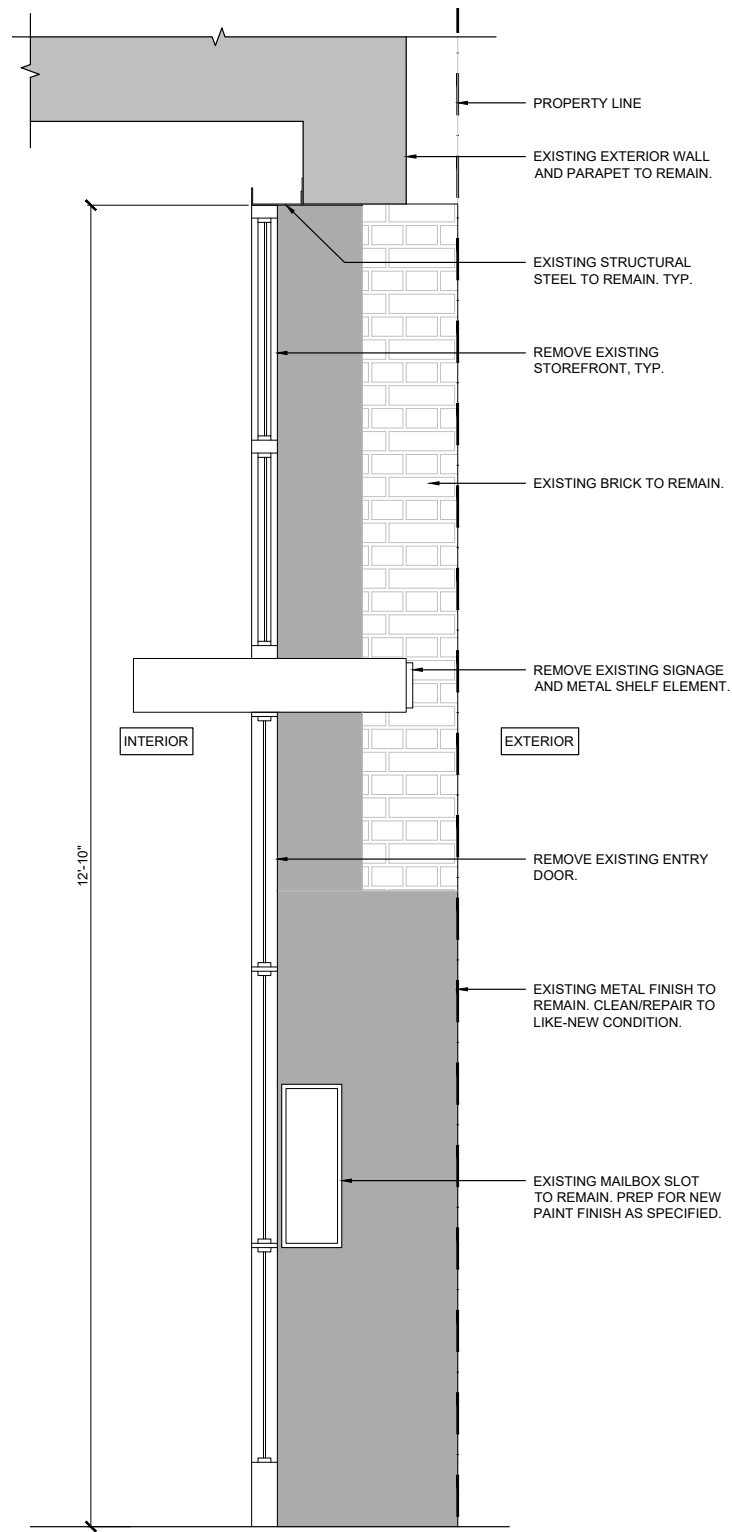 PROPERTY LINE
EXISTING EXTERIOR WALL
AND PARAPET TO REMAIN.
EXISTING STRUCTURAL
STEEL TO REMAIN. TYP.
REMOVE EXISTING
STOREFRONT, TYP.
EXISTING BRICK TO REMAIN.
REMOVE EXISTING SIGNAGE
AND METAL SHELF ELEMENT.
INTERIOR
EXTERIOR
12'-10"
REMOVE EXISTING ENTRY
DOOR.
EXISTING METAL FINISH TO
REMAIN. CLEAN/REPAIR TO
LIKE-NEW CONDITION.
EXISTING MAILBOX SLOT
TO REMAIN. PREP FOR NEW
PAINT FINISH AS SPECIFIED.